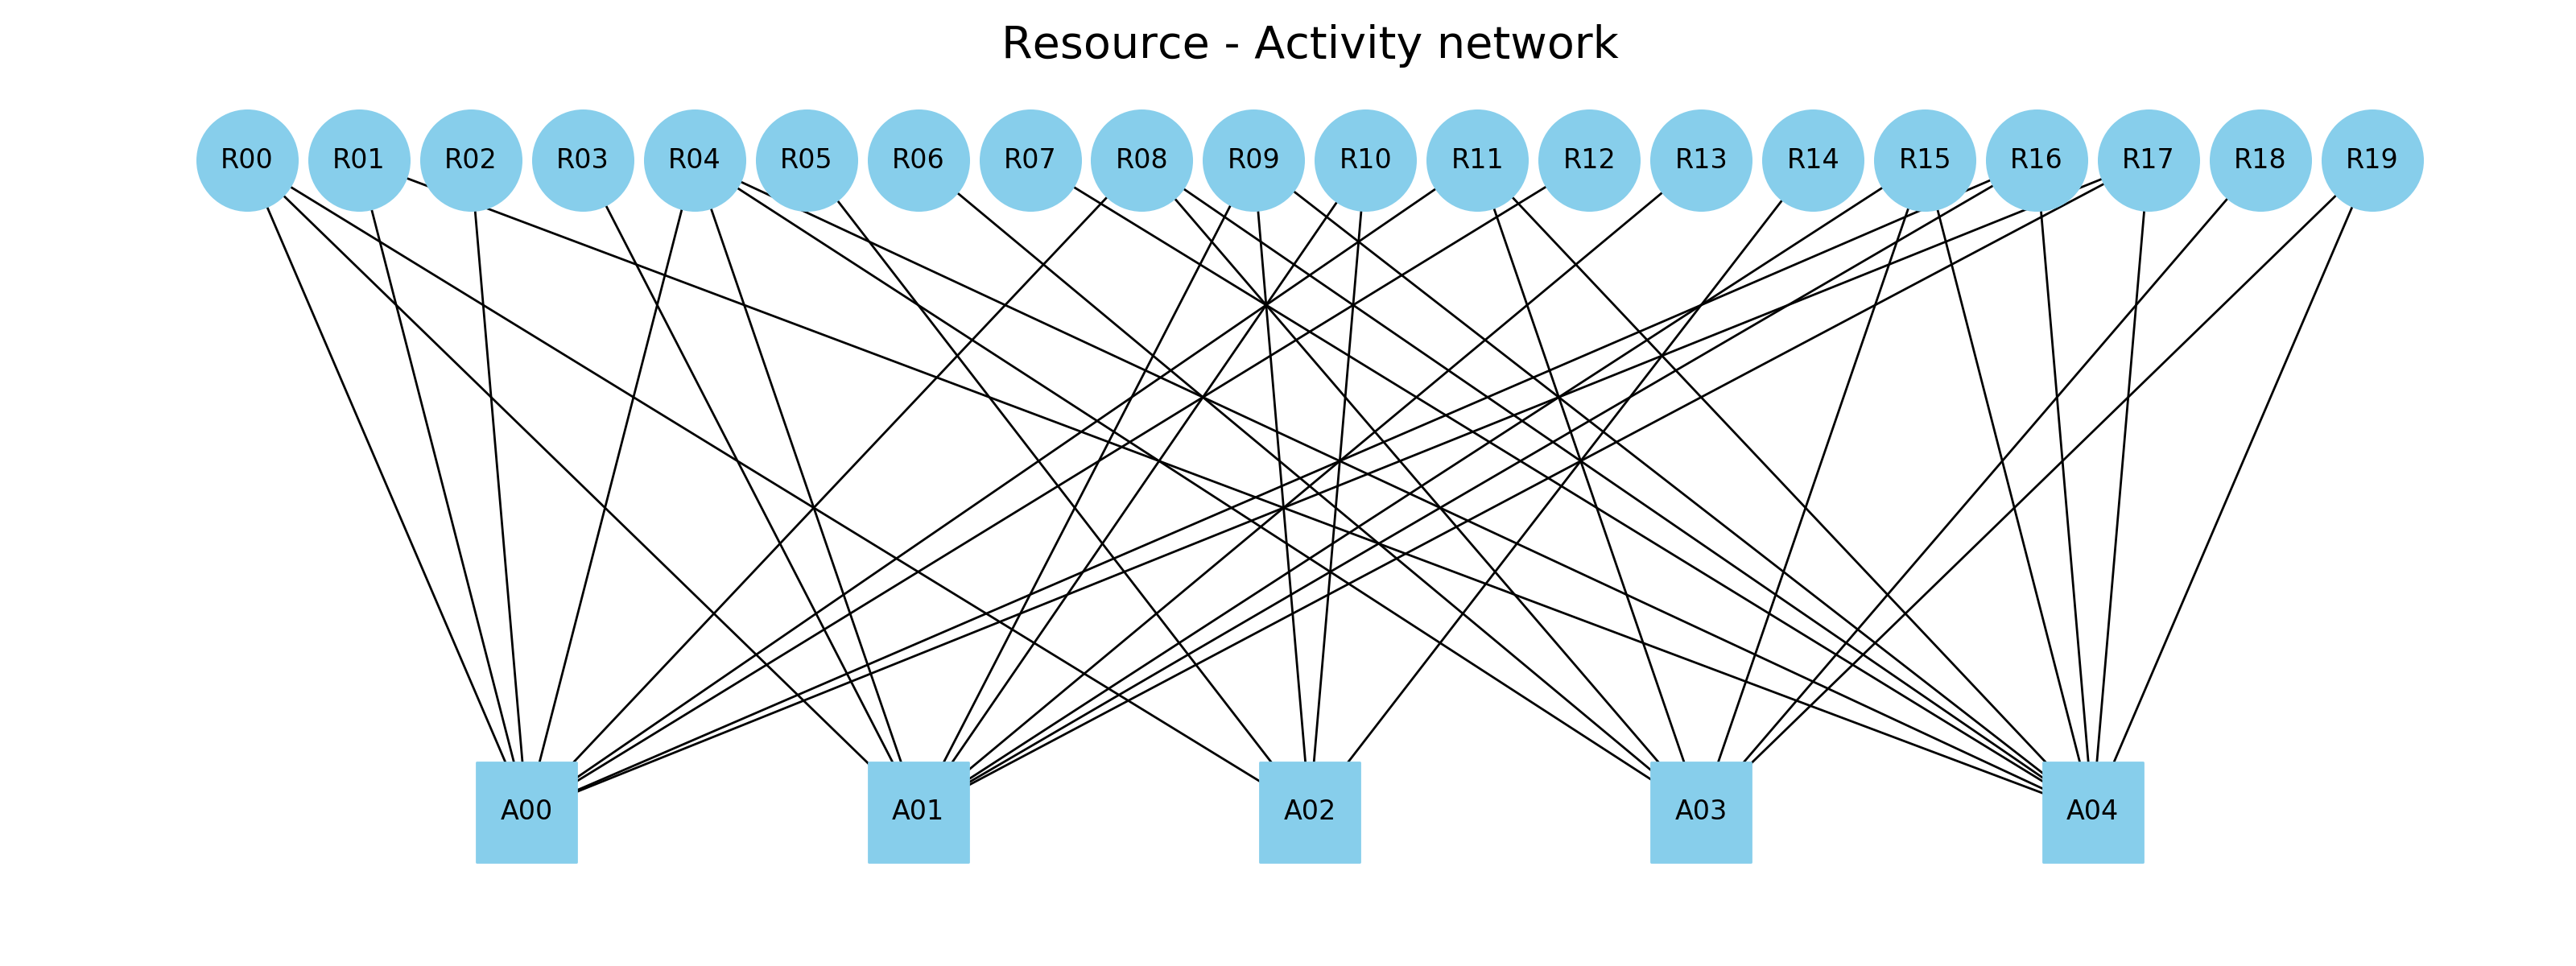 Resource - Activity network
R00 R01 R02 R03 R04 R05 R06 R07 R08 R09 R10 R11 R12 R13 R14 R15 R16 R17 R18 R19
A00 A01 A02 A03 A04